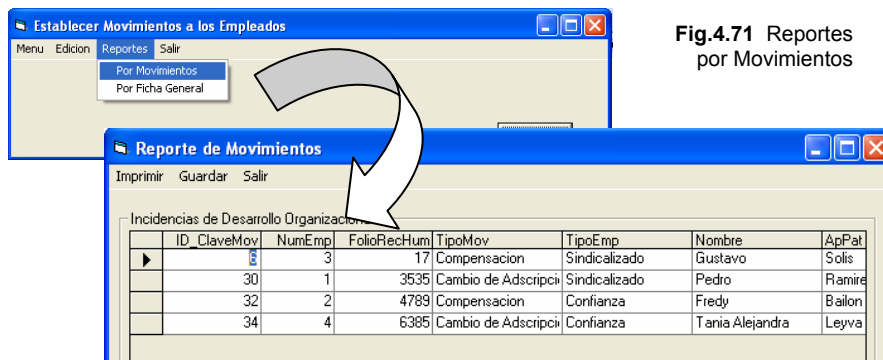 Establecer Movimientos a los Empleados
Menu Edicion Reportes Salir
Por Movimientos
Por Ficha General
Fig.4.71 Reportes
por Movimientos
Reporte de Movimientos
Imprimir Guardar Salir
Incidencias de Desarrollo
ID_ClaveMov NumEmp FolioRecHum TipoMov TipoEmp Nombre ApPat
6 3 17 Compensacion Sindicalizado Gustavo Solis
30 1 3535 Cambio de Adscripci Sindicalizado Pedro Ramire
32 2 4789 Compensacion Confianza Fredy Bailon
34 4 6385 Cambio de Adscripci Confianza Tania Alejandra Leyva